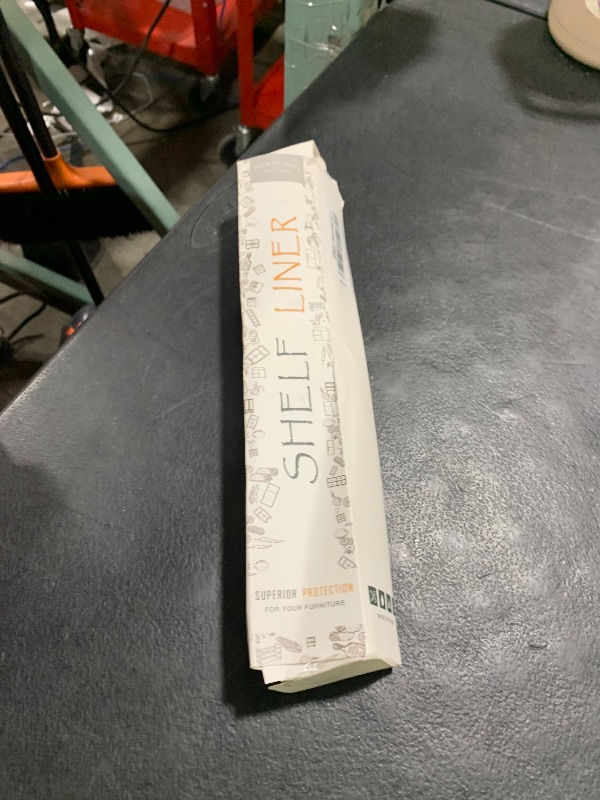 SHELF LINER
SUPERIOR PROTECTION
FOR YOUR FURNITURE